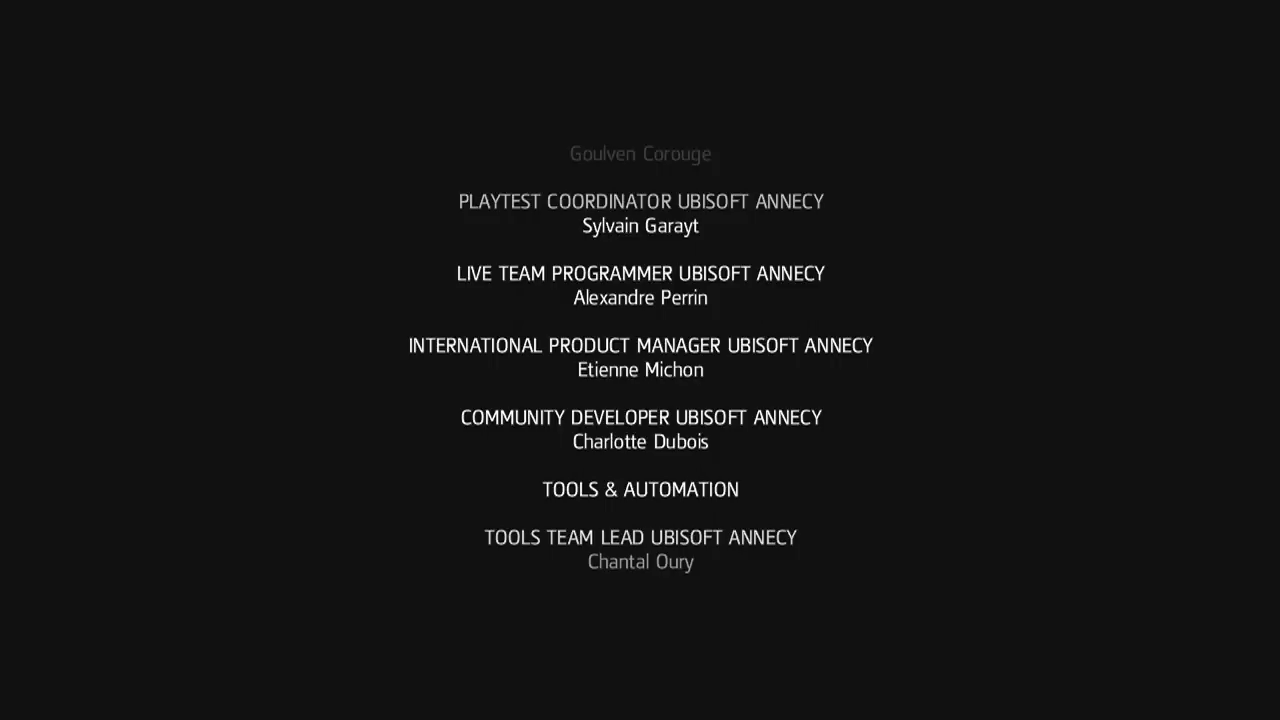 Goulven Corouge
PLAYTEST COORDINATOR UBISOFT ANNECY
Sylvain Garayt
LIVE TEAM PROGRAMMER UBISOFT ANNECY
Alexandre Perrin
INTERNATIONAL PRODUCT MANAGER UBISOFT ANNECY
Etienne Michon
COMMUNITY DEVELOPER UBISOFT ANNECY
Charlotte Dubois
TOOLS & AUTOMATION
TOOLS TEAM LEAD UBISOFT ANNECY
Chantal Oury